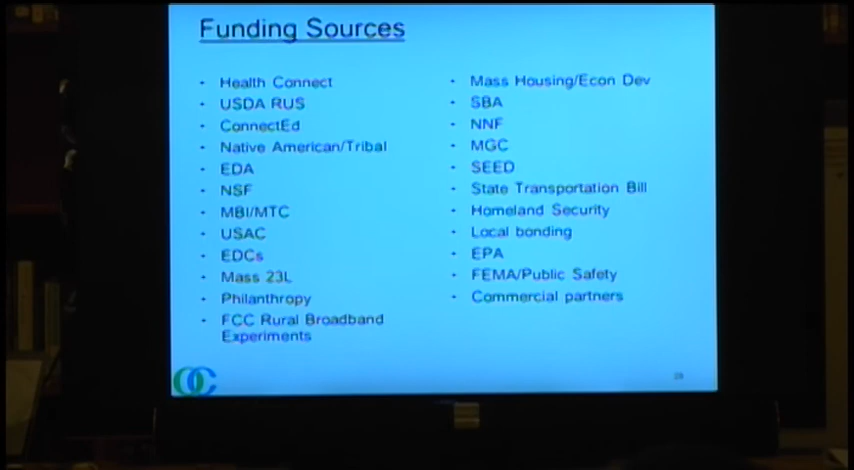 Funding Sources
• Health Connect
• USDA RUS
• ConnectEd
• Native American/Tribal
• EDA
• NSF
• MBI/MTC
• USAC
• EDCs
• Mass 23L
• Philanthropy
• FCC Rural Broadband
Experiments
• Mass Housing/Econ Dev
• SBA
• NNF
• MGC
• SEED
• State Transportation Bill
• Homeland Security
• Local bonding
• EPA
• FEMA/Public Safety
• Commercial partners
OC